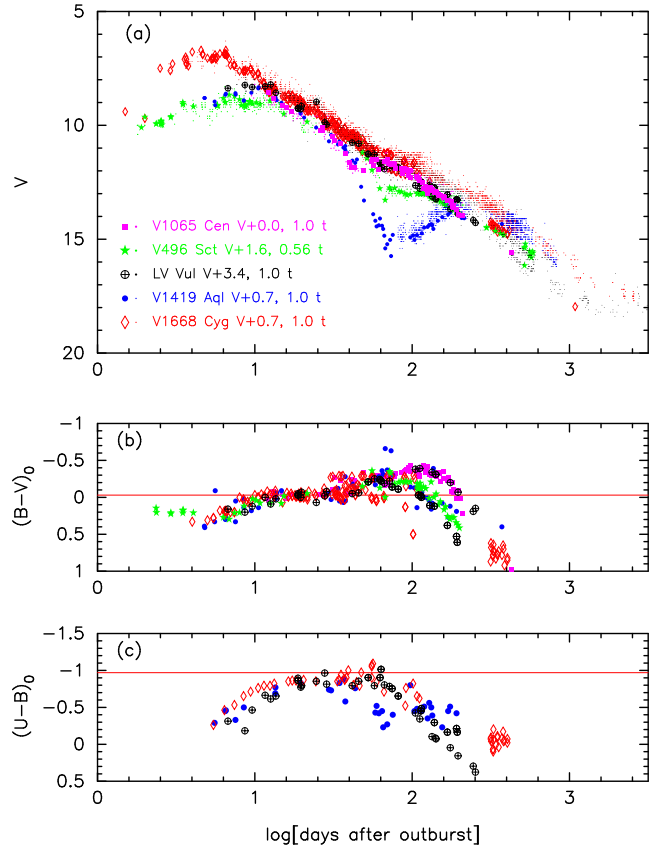 5
(a)
10
V
V1065 Cen V+0.0, 1.0 t
V496 Sct V+1.6, 0.56 t
LV Vul V+3.4, 1.0 t
V1419 Aql V+0.7, 1.0 t
V1668 Cyg V+0.7, 1.0 t
15
20
0 1 2 3
-1
(b)
-0.5
0
(B-V)0
0.5
1
0 1 2 3
-1.5
(c)
-1
-0.5
(U-B)0
0
0.5
0 1 2 3
log[days after outburst]